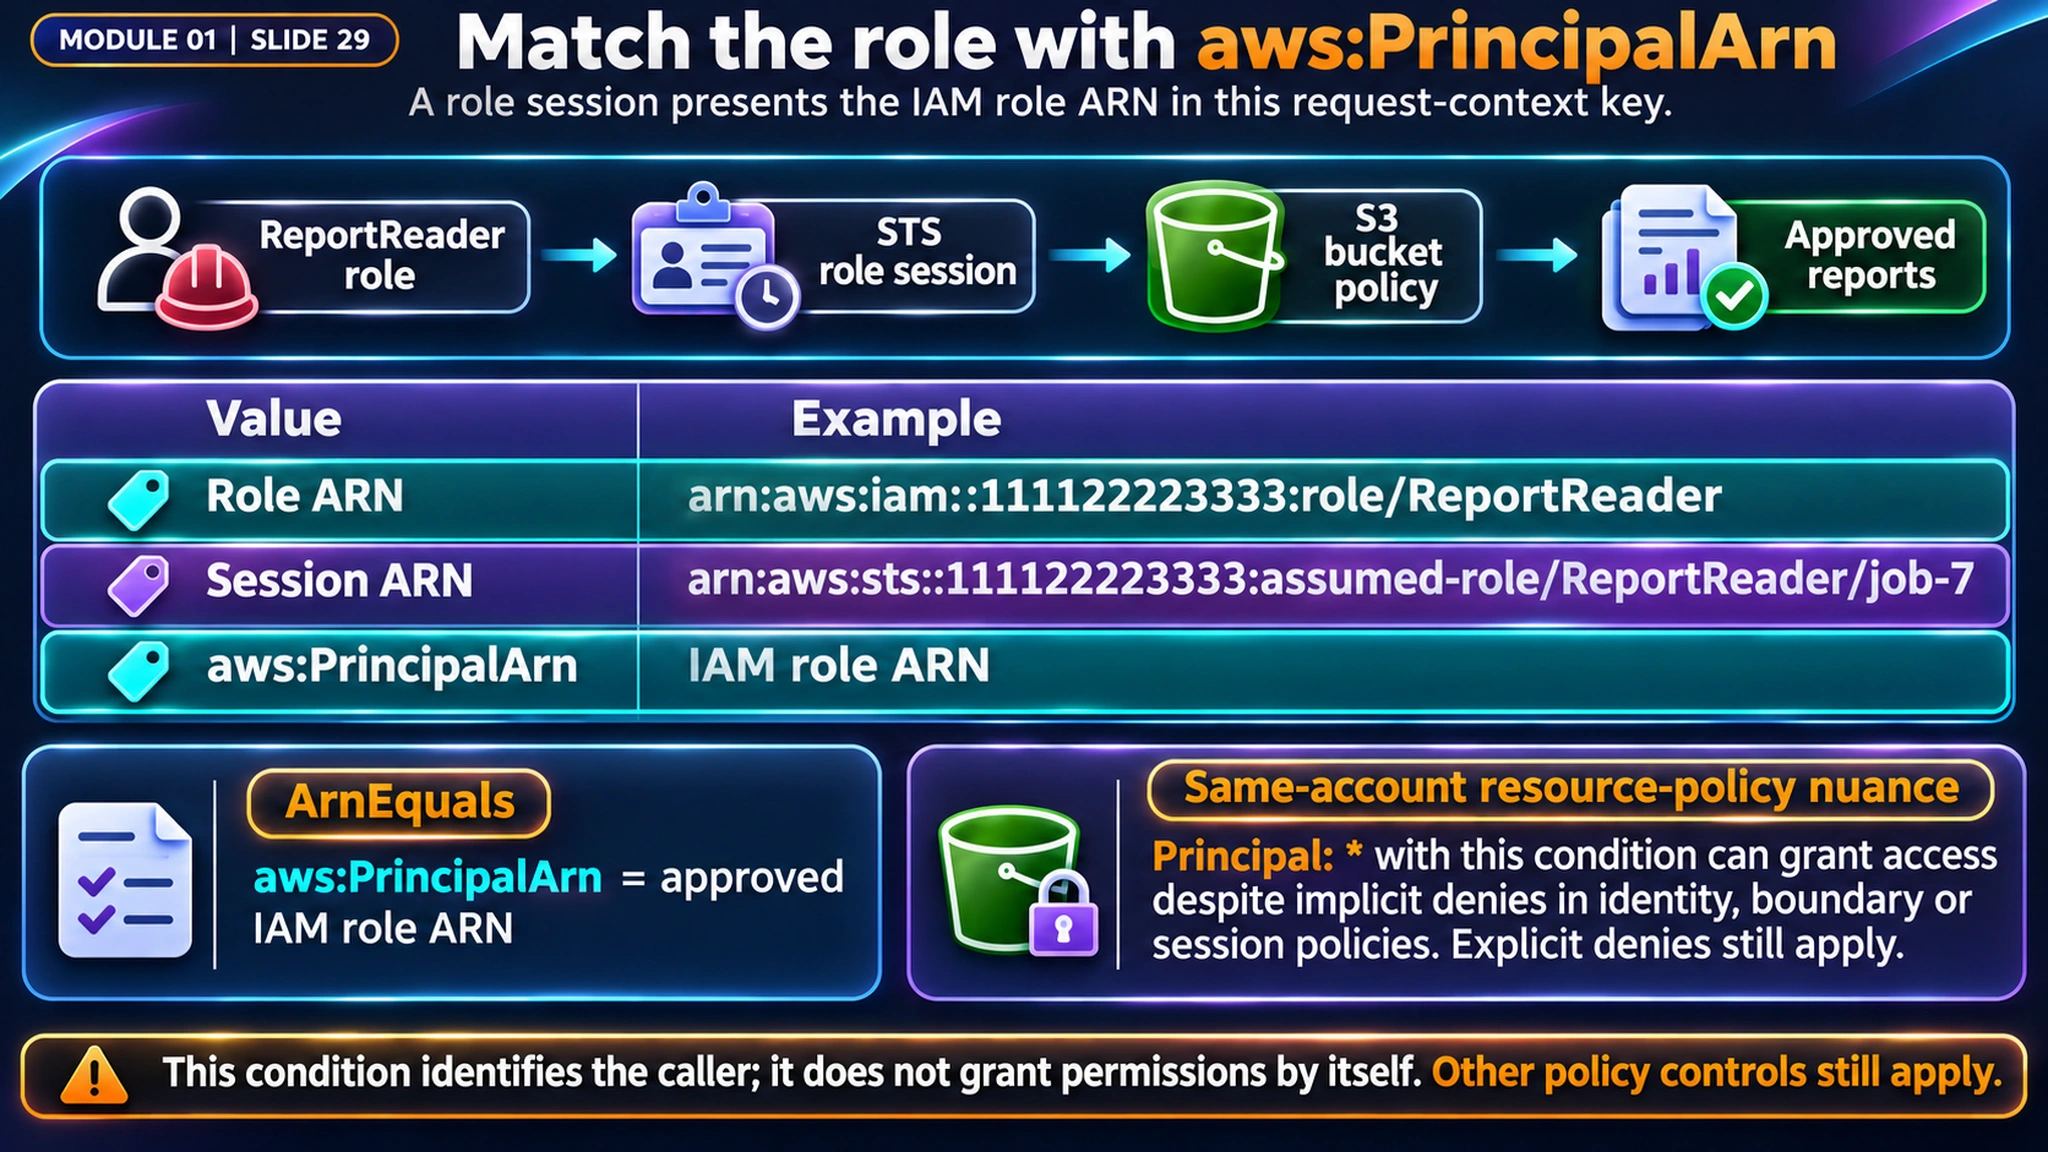 MODULE 01 | SLIDE 29
Match the role with aws:PrincipalArn
A role session presents the IAM role ARN in this request-context key.
ReportReader
role
STS
role session
S3
bucket
policy
Approved
reports
Value
Example
Role ARN
arn:aws:iam::111122223333:role/ReportReader
Session ARN
arn:aws:sts::111122223333:assumed-role/ReportReader/job-7
aws:PrincipalArn
IAM role ARN
ArnEquals
aws:PrincipalArn = approved
IAM role ARN
Same-account resource-policy nuance
Principal: * with this condition can grant access
despite implicit denies in identity, boundary or
session policies. Explicit denies still apply.
This condition identifies the caller; it does not grant permissions by itself. Other policy controls still apply.